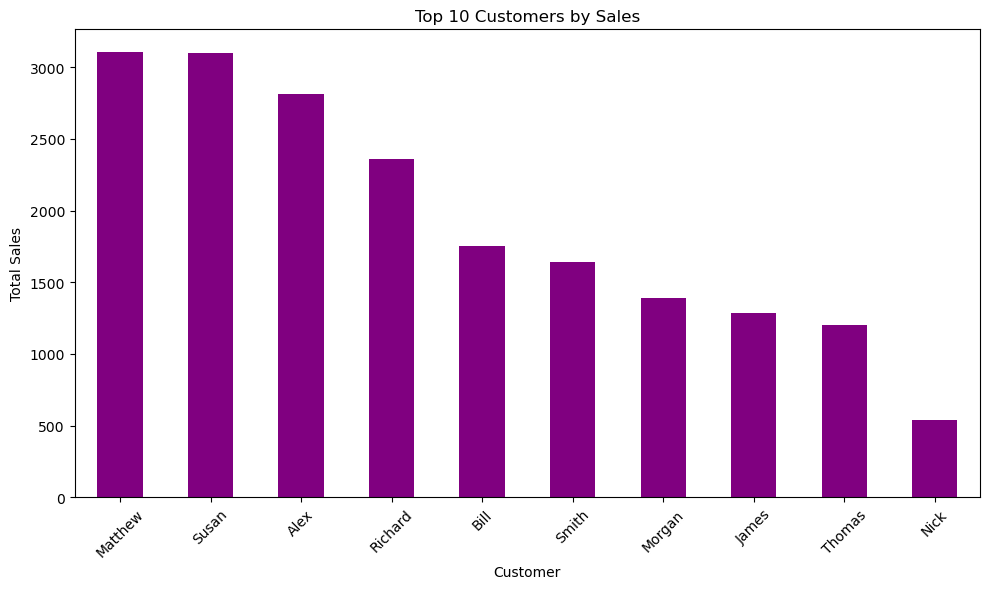 Top 10 Customers by Sales
Total Sales
3000
2500
2000
1500
1000
500
0
Matthew
Susan
Alex
Richard
Bill
Smith
Morgan
James
Thomas
Nick
Customer